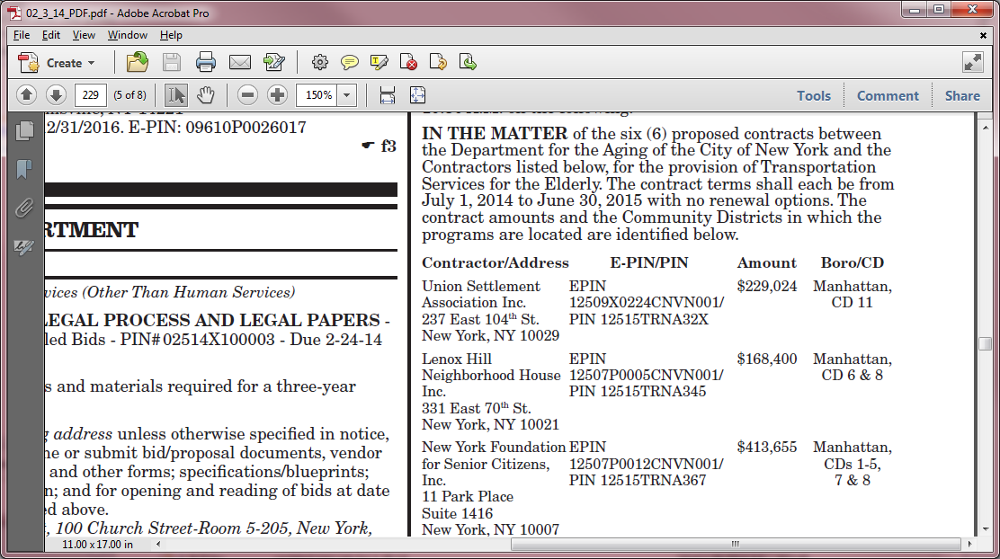 02_3_14_PDF.pdf - Adobe Acrobat Pro
File Edit View Window Help
Create
229 (5 of 8) 150% Tools Comment Share
2/31/2016. E-PIN: 09610P0026017
☛ f3
RTMENT
vices (Other Than Human Services)
LEGAL PROCESS AND LEGAL PAPERS -
led Bids - PIN# 02514X100003 - Due 2-24-14
s and materials required for a three-year
g address unless otherwise specified in notice,
ne or submit bid/proposal documents, vendor
and other forms; specifications/blueprints;
n; and for opening and reading of bids at date
ed above.
t, 100 Church Street-Room 5-205, New York,
IN THE MATTER of the six (6) proposed contracts between
the Department for the Aging of the City of New York and the
Contractors listed below, for the provision of Transportation
Services for the Elderly. The contract terms shall each be from
July 1, 2014 to June 30, 2015 with no renewal options. The
contract amounts and the Community Districts in which the
programs are located are identified below.
Contractor/Address E-PIN/PIN Amount Boro/CD
Union Settlement EPIN $229,024 Manhattan,
Association Inc. 12509X0224CNVN001/ CD 11
237 East 104th St. PIN 12515TRNA32X
New York, NY 10029
Lenox Hill EPIN $168,400 Manhattan,
Neighborhood House 12507P0005CNVN001/ CD 6 & 8
Inc. PIN 12515TRNA345
331 East 70th St.
New York, NY 10021
New York Foundation EPIN $413,655 Manhattan,
for Senior Citizens, 12507P0012CNVN001/ CDs 1-5,
Inc. PIN 12515TRNA367 7 & 8
11 Park Place
Suite 1416
New York, NY 10007
11.00 x 17.00 in